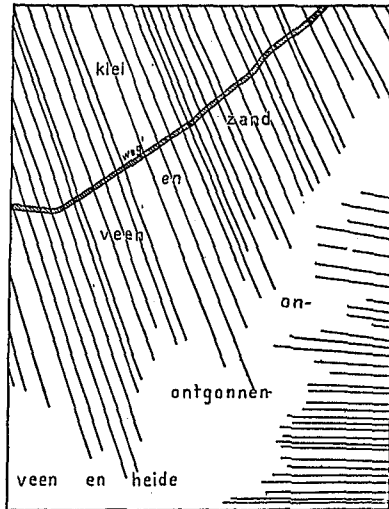 klei
zand
weg
en
veen
on-
ontgonnen
veen en heide